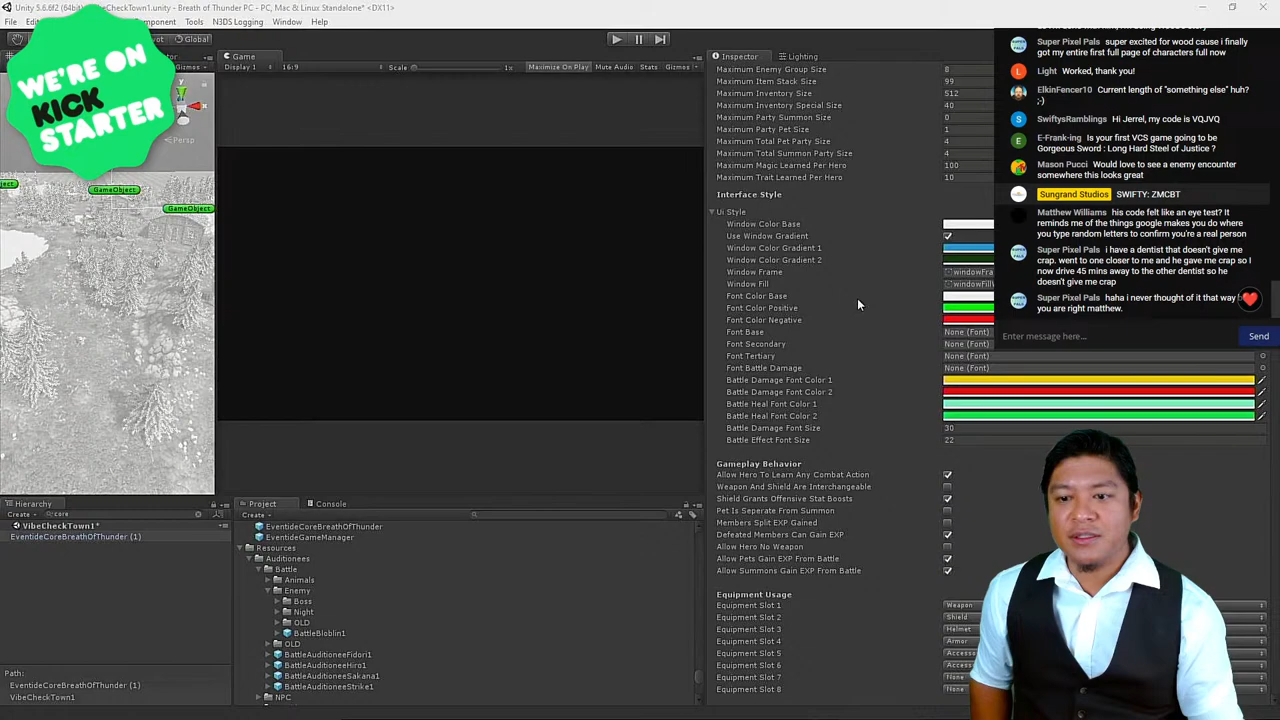 Unity 5.6.6f2 (64bit)
VibeCheckTown1.unity - Breath of Thunder PC - PC, Mac & Linux Standalone* <DX11>
File
Component
Tools
N3DS Logging
Window
Help
WE'RE ON
KICK
STARTER
Global
Gizmos
Persp
GameObject
GameObject
Game
Display 1
16:9
Scale
1x
Maximize On Play
Mute Audio
Stats
Gizmos
Inspector
Lighting
Maximum Enemy Group Size 8
Maximum Item Stack Size 99
Maximum Inventory Size 512
Maximum Inventory Special Size 40
Maximum Party Summon Size 0
Maximum Party Pet Size 1
Maximum Total Pet Party Size 4
Maximum Total Summon Party Size 4
Maximum Magic Learned Per Hero 100
Maximum Trait Learned Per Hero 10
Interface Style
Ui Style
Window Color Base
Use Window Gradient
Window Color Gradient 1
Window Color Gradient 2
Window Frame windowFra
Window Fill windowFillV
Font Color Base
Font Color Positive
Font Color Negative
Font Base None (Font)
Font Secondary None (Font)
Font Tertiary None (Font)
Font Battle Damage None (Font)
Battle Damage Font Color 1
Battle Damage Font Color 2
Battle Heal Font Color 1
Battle Heal Font Color 2
Battle Damage Font Size 30
Battle Effect Font Size 22
Gameplay Behavior
Allow Hero To Learn Any Combat Action
Weapon And Shield Are Interchangeable
Shield Grants Offensive Stat Boosts
Pet Is Seperate From Summon
Members Split EXP Gained
Defeated Members Can Gain EXP
Allow Hero No Weapon
Allow Pets Gain EXP From Battle
Allow Summons Gain EXP From Battle
Equipment Usage
Equipment Slot 1 Weapon
Equipment Slot 2 Shield
Equipment Slot 3 Helmet
Equipment Slot 4 Armor
Equipment Slot 5 Accesso
Equipment Slot 6 Accesso
Equipment Slot 7 None
Equipment Slot 8 None
Super Pixel Pals super excited for wood cause i finally
got my entire first full page of characters full now
Light Worked, thank you!
ElkinFencer10 Current length of "something else" huh?
;-)
SwiftysRamblings Hi Jerrel, my code is VQJVQ
E-Frank-ing Is your first VCS game going to be
Gorgeous Sword : Long Hard Steel of Justice ?
Mason Pucci Would love to see a enemy encounter
somewhere this looks great
Sungrand Studios SWIFTY: ZMCBT
Matthew Williams his code felt like an eye test? It
reminds me of the things google makes you do where
you type random letters to confirm you're a real person
Super Pixel Pals i have a dentist that doesn't give me
crap. went to one closer to me and he gave me crap so I
now drive 45 mins away to the other dentist so he
doesn't give me crap
Super Pixel Pals haha i never thought of it that way
you are right matthew.
Enter message here...
Send
Hierarchy
Create
core
VibeCheckTown1*
EventideCoreBreathOfThunder (1)
Path:
EventideCoreBreathOfThunder (1)
VibeCheckTown1
Project
Console
Create
EventideCoreBreathOfThunder
EventideGameManager
Resources
Auditionees
Battle
Animals
Enemy
Boss
Night
OLD
BattleBloblin1
OLD
BattleAuditioneeFidori1
BattleAuditioneeHiro1
BattleAuditioneeSakana1
BattleAuditioneeStrike1
NPC